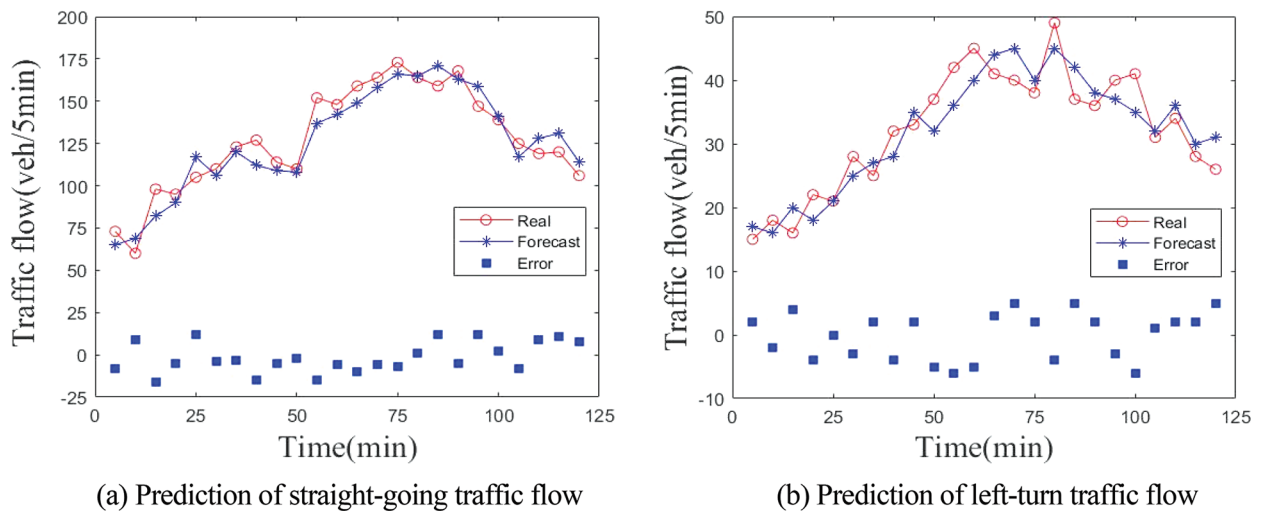 200
175
150
125
100
75
50
25
0
-25
0 25 50 75 100 125
Traffic flow(veh/5min)
Time(min)
Real
Forecast
Error
(a) Prediction of straight-going traffic flow
50
40
30
20
10
0
-10
0 25 50 75 100 125
Traffic flow(veh/5min)
Time(min)
Real
Forecast
Error
(b) Prediction of left-turn traffic flow